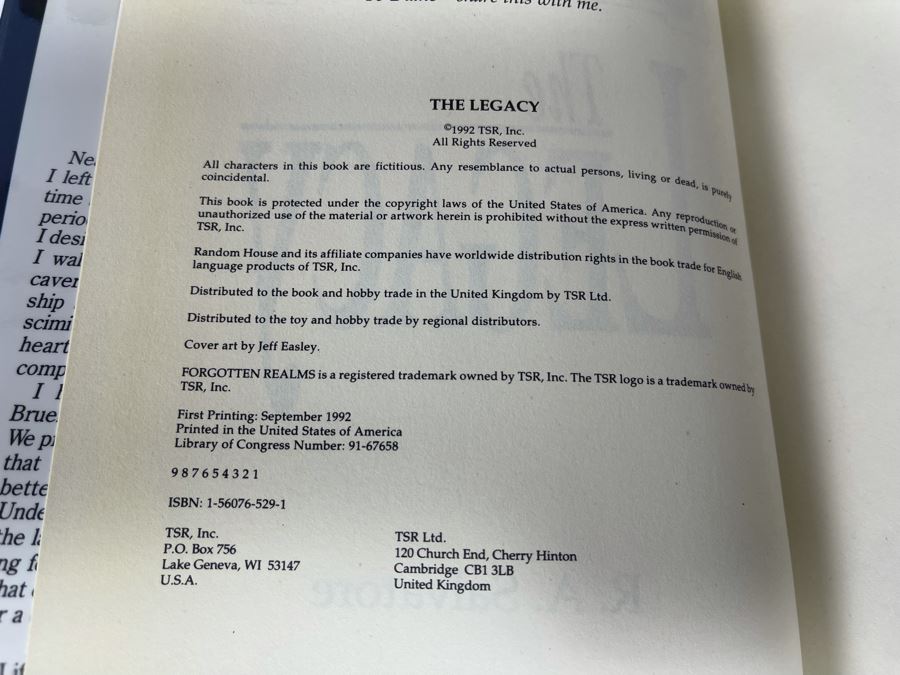 share this with me.
THE LEGACY
©1992 TSR, Inc.
All Rights Reserved
All characters in this book are fictitious. Any resemblance to actual persons, living or dead, is purely
coincidental.
This book is protected under the copyright laws of the United States of America. Any reproduction or
unauthorized use of the material or artwork herein is prohibited without the express written permission of
TSR, Inc.
Random House and its affiliate companies have worldwide distribution rights in the book trade for English
language products of TSR, Inc.
Distributed to the book and hobby trade in the United Kingdom by TSR Ltd.
Distributed to the toy and hobby trade by regional distributors.
Cover art by Jeff Easley.
FORGOTTEN REALMS is a registered trademark owned by TSR, Inc. The TSR logo is a trademark owned by
TSR, Inc.
First Printing: September 1992
Printed in the United States of America
Library of Congress Number: 91-67658
9 8 7 6 5 4 3 2 1
ISBN: 1-56076-529-1
TSR, Inc.
P.O. Box 756
Lake Geneva, WI 53147
U.S.A.
TSR Ltd.
120 Church End, Cherry Hinton
Cambridge CB1 3LB
United Kingdom
I left
time
ship
We
that